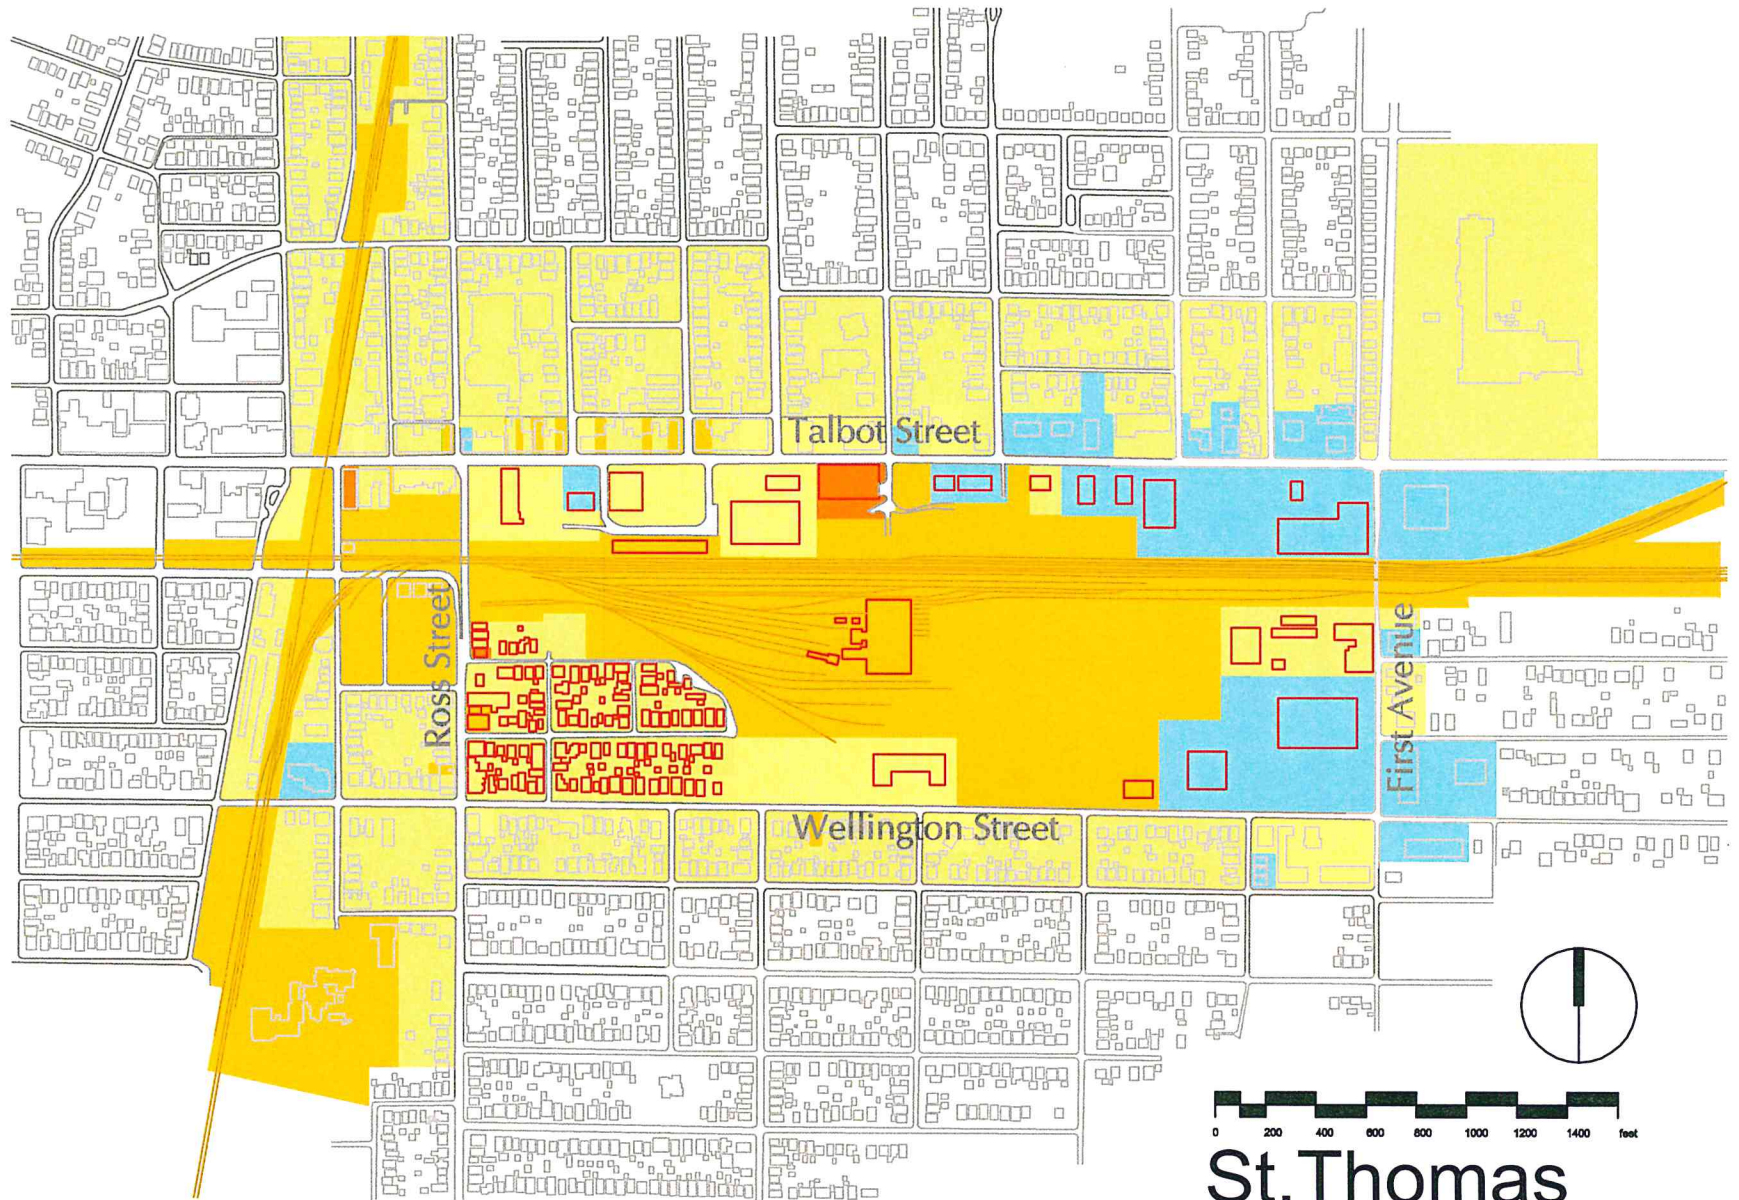 Talbot Street
Ross Street
First Avenue
Wellington Street
0 200 400 600 800 1000 1200 1400 feet
St. Thomas